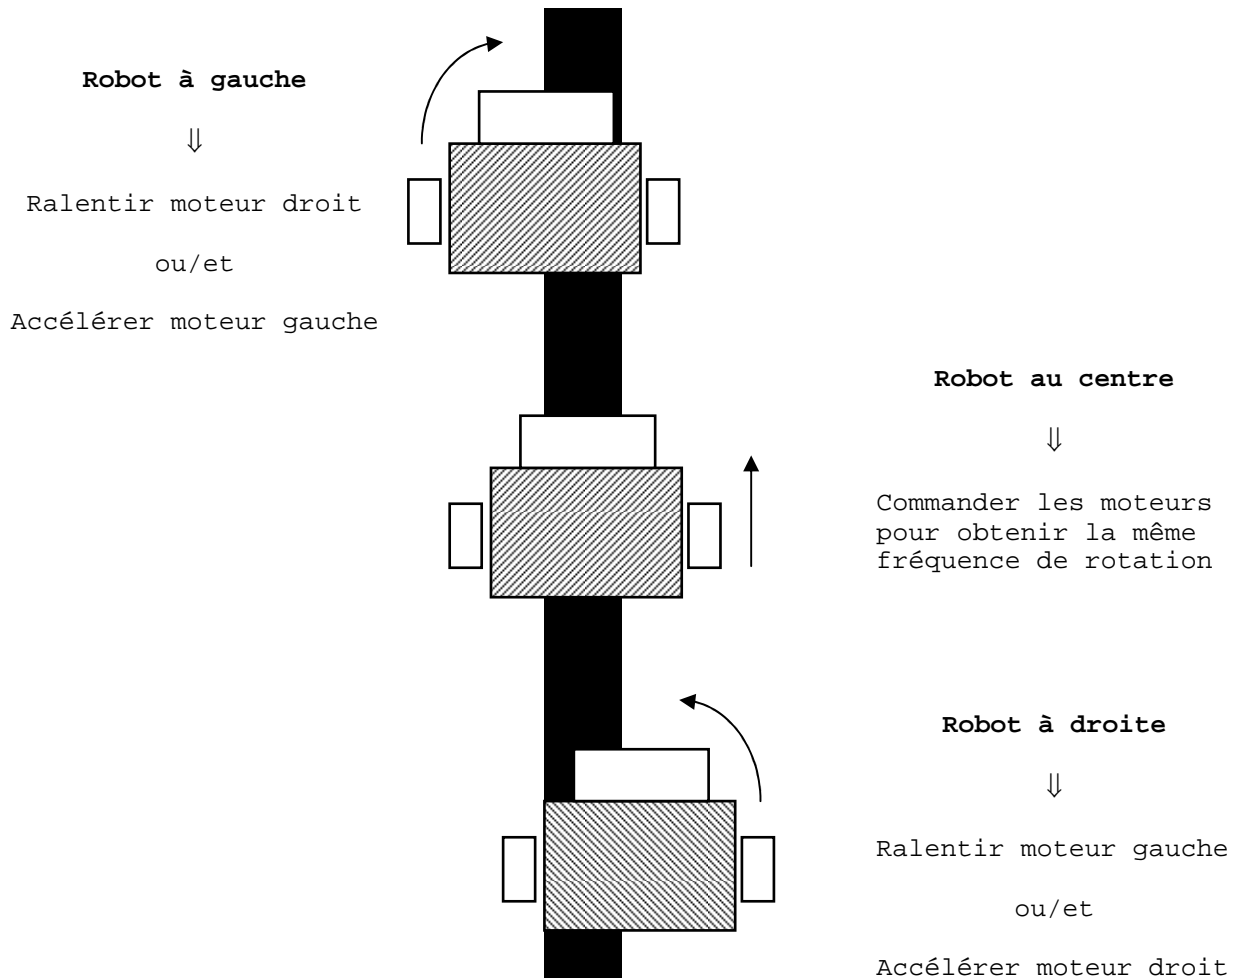 Robot à gauche
⇓
Ralentir moteur droit
ou/et
Accélérer moteur gauche
Robot au centre
⇓
Commander les moteurs
pour obtenir la même
fréquence de rotation
Robot à droite
⇓
Ralentir moteur gauche
ou/et
Accélérer moteur droit